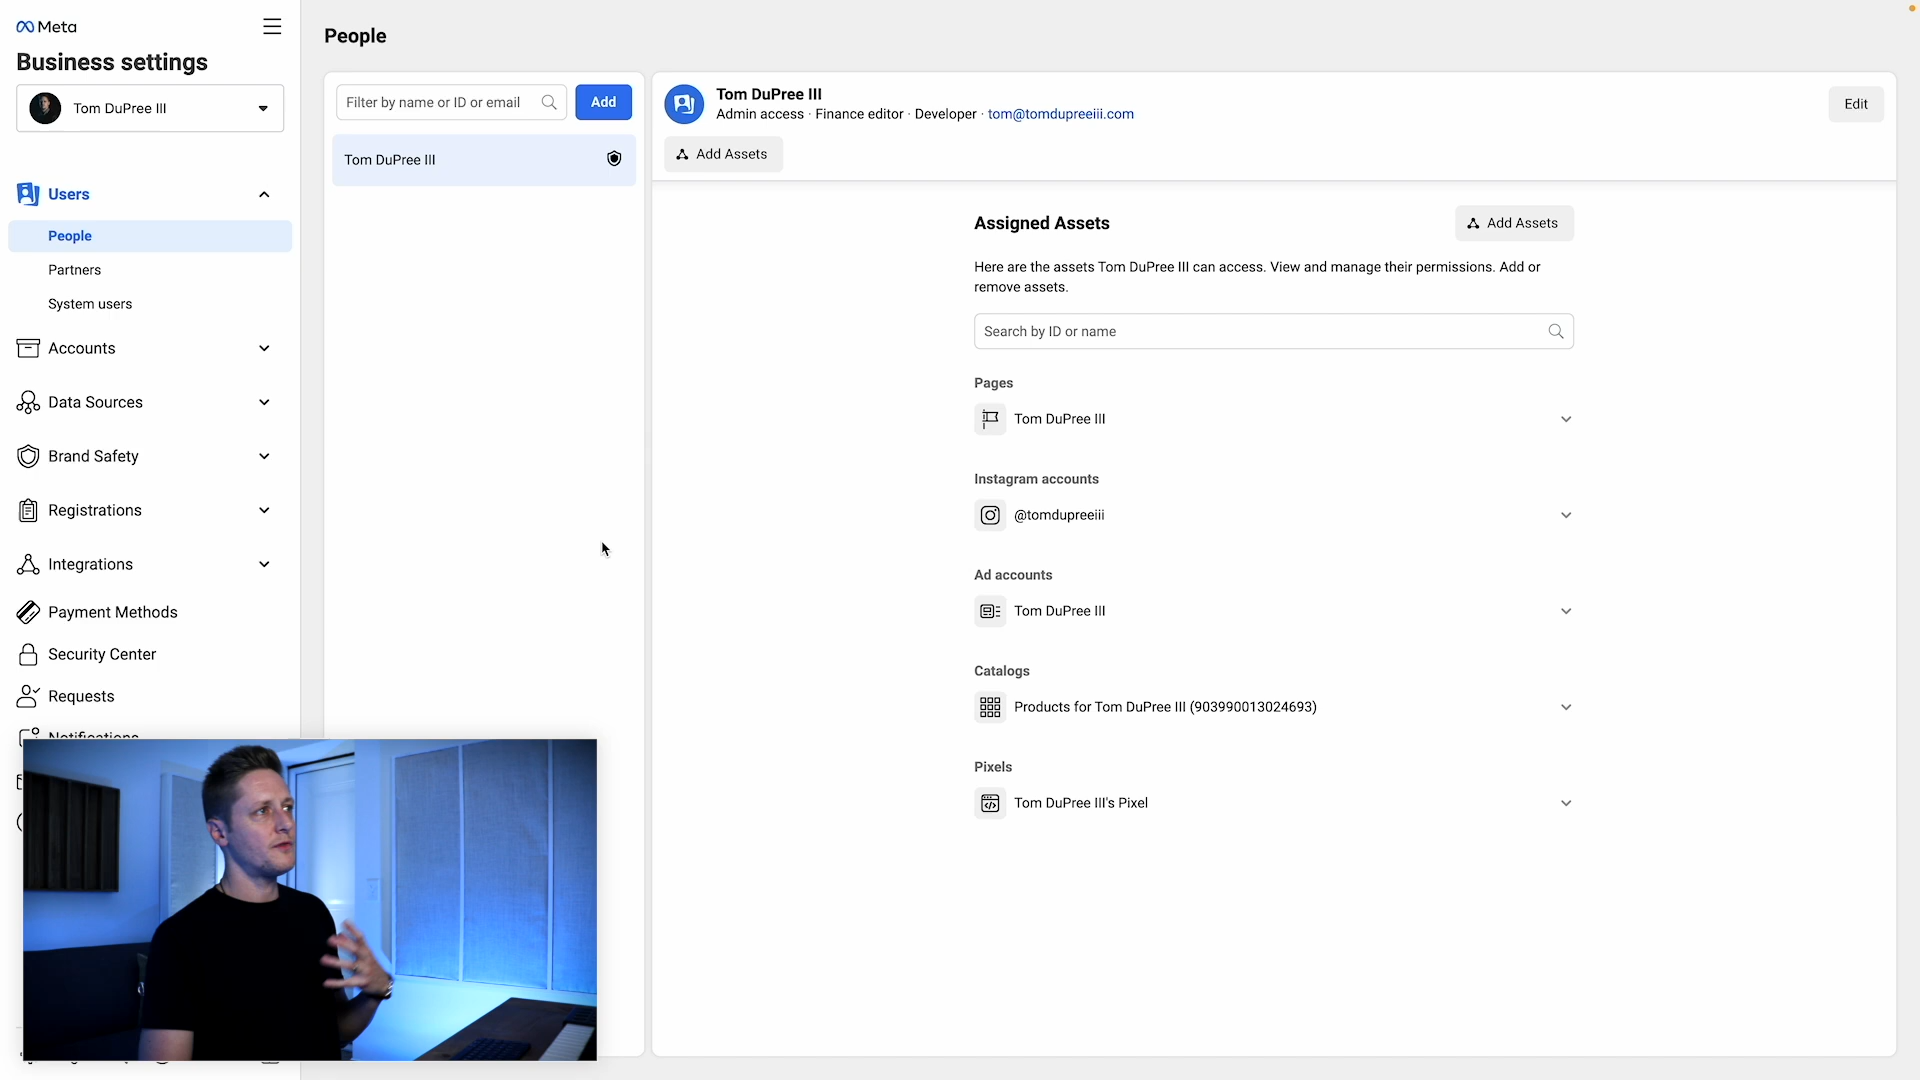 Meta
Business settings
Tom DuPree III
Users
People
Partners
System users
Accounts
Data Sources
Brand Safety
Registrations
Integrations
Payment Methods
Security Center
Requests
Notifications
People
Filter by name or ID or email
Add
Tom DuPree III
Tom DuPree III
Admin access · Finance editor · Developer · tom@tomdupreeiii.com
Edit
Add Assets
Assigned Assets
Add Assets
Here are the assets Tom DuPree III can access. View and manage their permissions. Add or
remove assets.
Search by ID or name
Pages
Tom DuPree III
Instagram accounts
@tomdupreeiii
Ad accounts
Tom DuPree III
Catalogs
Products for Tom DuPree III (903990013024693)
Pixels
Tom DuPree III's Pixel